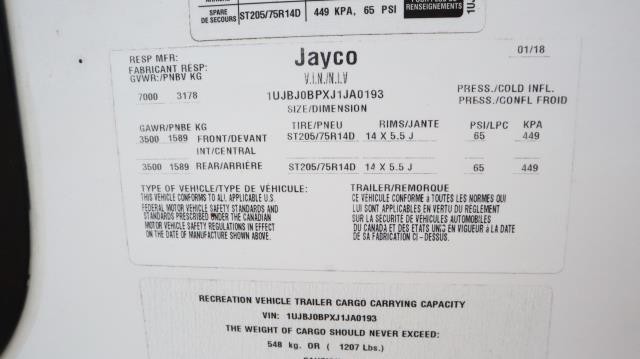 SPARE
DE SECOURS ST205/75R14D 449 KPA, 65 PSI
RENSEIGNEMENTS
RESP MFR: Jayco 01/18
FABRICANT RESP:
GVWR:/PNBV KG V.I.N./N.I.V
7000 3178 1UJBJ0BPXJ1JA0193 PRESS./COLD INFL.
SIZE/DIMENSION PRESS./CONFL FROID
GAWR/PNBE KG TIRE/PNEU RIMS/JANTE PSI/LPC KPA
3500 1589 FRONT/DEVANT ST205/75R14D 14 X 5.5 J 65 449
INT/CENTRAL
3500 1589 REAR/ARRIÈRE ST205/75R14D 14 X 5.5 J 65 449
TYPE OF VEHICLE/TYPE DE VÉHICULE: TRAILER/REMORQUE
THIS VEHICLE CONFORMS TO ALL APPLICABLE U.S.
FEDERAL MOTOR VEHICLE SAFETY STANDARDS AND
STANDARDS PRESCRIBED UNDER THE CANADIAN
MOTOR VEHICLE SAFETY REGULATIONS IN EFFECT
ON THE DATE OF MANUFACTURE SHOWN ABOVE.
CE VÉHICULE CONFORME à TOUTES LES NORMES QUI
LUI SONT APPLICABLES EN VERTU DU RÈGLEMENT
SUR LA SÉCURITÉ DE VÉHICULES AUTOMOBILES
DU CANADA ET DES ETATS UNIS EN VIGUEUR à LA DATE
DE SA FABRICATION CI - DESSUS.
RECREATION VEHICLE TRAILER CARGO CARRYING CAPACITY
VIN: 1UJBJ0BPXJ1JA0193
THE WEIGHT OF CARGO SHOULD NEVER EXCEED:
548 kg. OR ( 1207 Lbs.)